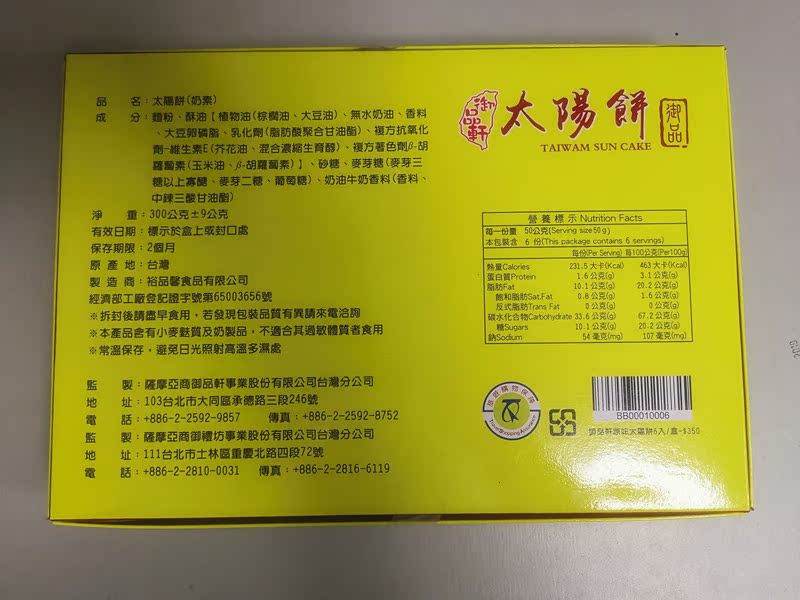 品 名：太陽餅(奶素)
成 分：麵粉、酥油【植物油(棕櫚油、大豆油)、無水奶油、香料
、大豆卵磷脂、乳化劑(脂肪酸聚合甘油酯)、複方抗氧化
劑-維生素E(芥花油、混合濃縮生育醇)、複方著色劑β-胡
蘿蔔素(玉米油、β-胡蘿蔔素)】、砂糖、麥芽糖(麥芽三
糖以上寡醣、麥芽二糖、葡萄糖)、奶油牛奶香料(香料、
中鍊三酸甘油酯)
淨 重：300公克±9公克
有效日期：標示於盒上或封口處
保存期限：2個月
原 產 地：台灣
製 造 商：裕品馨食品有限公司
經濟部工廠登記證字號第65003656號
※拆封後請盡早食用，若發現包裝品質有異請來電洽詢
※本產品含有小麥麩質及奶製品，不適合其過敏體質者食用
※常溫保存，避免日光照射高溫多濕處
監 製：薩摩亞商御品軒事業股份有限公司台灣分公司
地 址：103台北市大同區承德路三段246號
電 話：+886-2-2592-9857 傳真：+886-2-2592-8752
監 製：薩摩亞商御禮坊事業股份有限公司台灣分公司
地 址：111台北市士林區重慶北路四段72號
電 話：+886-2-2810-0031 傳真：+886-2-2816-6119
御品軒
太陽餅
御品
TAIWAM SUN CAKE
營養標示 Nutrition Facts
每一份量 50公克(Serving size50g)
本包裝含 6 份(This package contains 6 servings)
每份(Per Serving) 每100公克(Per100g)
熱量Calories 231.5 大卡(Kcal) 463 大卡(Kcal)
蛋白質Protein 1.6 公克(g) 3.1 公克(g)
脂肪Fat 10.1 公克(g) 20.2 公克(g)
飽和脂肪Sat.Fat 0.8 公克(g) 1.6 公克(g)
反式脂肪Trans Fat 0 公克(g) 0 公克(g)
碳水化合物Carbohydrate 33.6 公克(g) 67.2 公克(g)
糖Sugars 10.1 公克(g) 20.2 公克(g)
鈉Sodium 54 毫克(mg) 107 毫克(mg)
旅遊購物保障
Travel Shopping Assurance
BB00010006
御品軒原味太陽餅6入/盒-$350